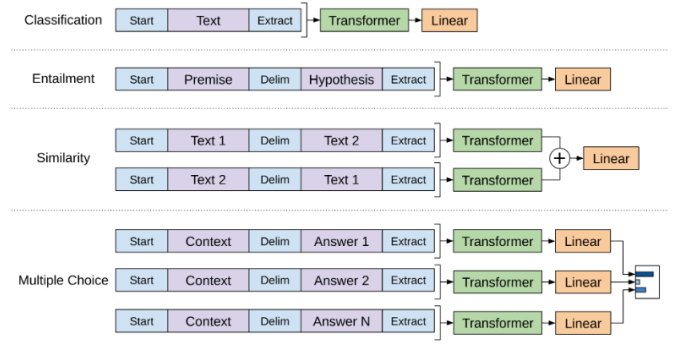 Classification Start Text Extract Transformer Linear
Entailment Start Premise Delim Hypothesis Extract Transformer Linear
Start Text 1 Delim Text 2 Extract Transformer
Similarity + Linear
Start Text 2 Delim Text 1 Extract Transformer
Start Context Delim Answer 1 Extract Transformer Linear
Multiple Choice Start Context Delim Answer 2 Extract Transformer Linear
Start Context Delim Answer N Extract Transformer Linear